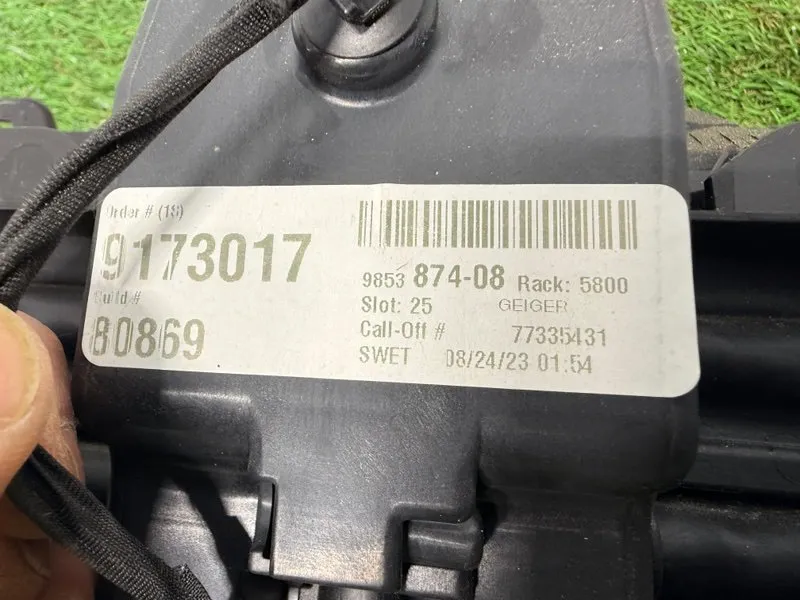 Order # (1S)
9173017
Build #
80869
9853 874-08 Rack: 5800
Slot: 25 GEIGER
Call-Off # 77335431
SWET 08/24/23 01:54